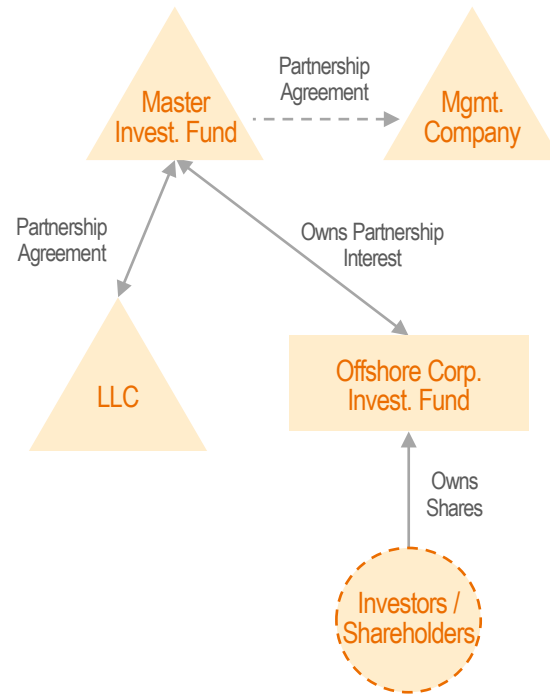 Partnership
Agreement
Master
Invest. Fund
Mgmt.
Company
Partnership
Agreement
Owns Partnership
Interest
LLC
Offshore Corp.
Invest. Fund
Owns
Shares
Investors /
Shareholders